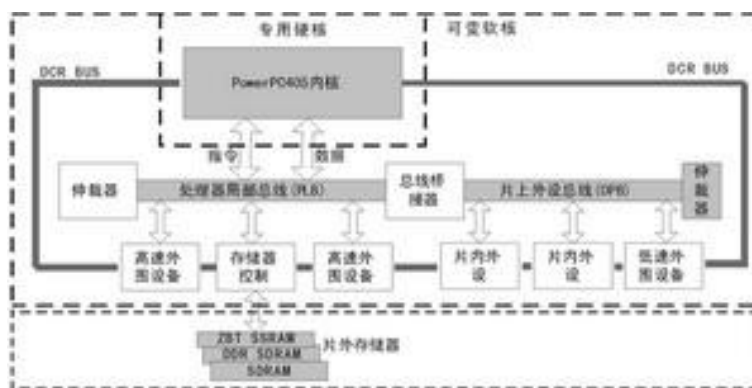 专用硬核
可变软核
DCR BUS
PowerPC405内核
DCR BUS
指令
数据
仲裁器
处理器局部总线(PLB)
总线桥
接器
片上外设总线(OPB)
仲
裁
器
高速外
围设备
存储器
控制
高速外
围设备
片内外
设
片内外
设
低速外
围设备
ZBT SSRAM
DDR SDRAM
SDRAM
片外存储器